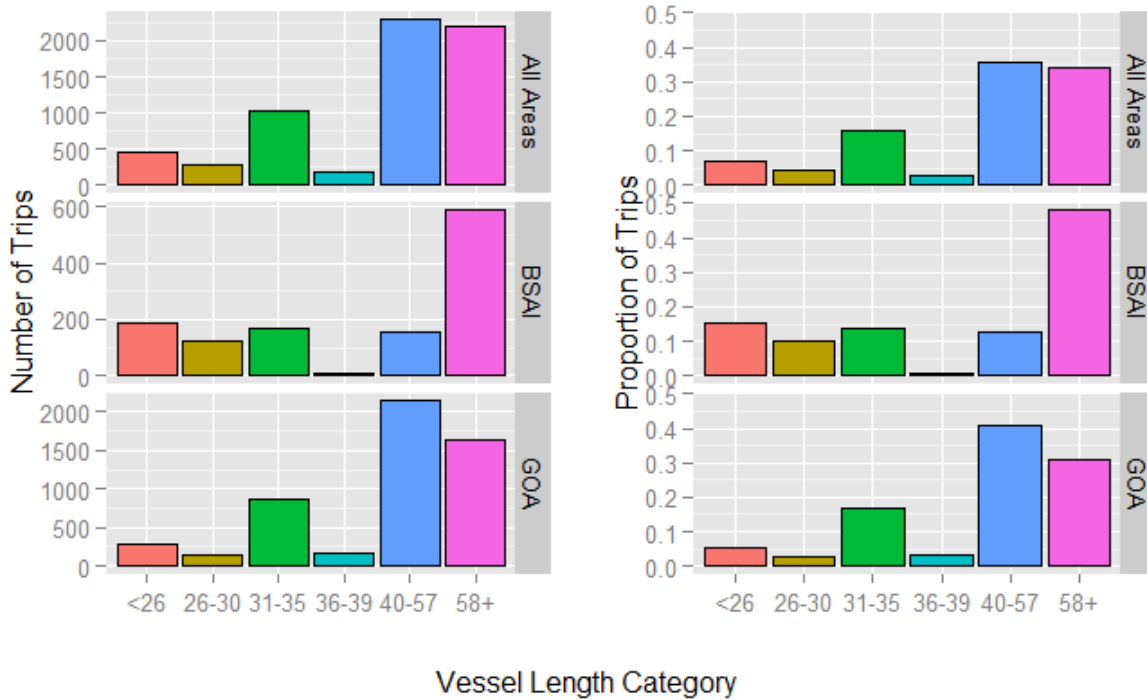 Number of Trips
2000
1500
1000
500
0
All Areas
600
400
200
0
BSAI
2000
1500
1000
500
0
GOA
<26 26-30 31-35 36-39 40-57 58+
Proportion of Trips
0.5
0.4
0.3
0.2
0.1
0.0
All Areas
0.5
0.4
0.3
0.2
0.1
0.0
BSAI
0.5
0.4
0.3
0.2
0.1
0.0
GOA
<26 26-30 31-35 36-39 40-57 58+
Vessel Length Category